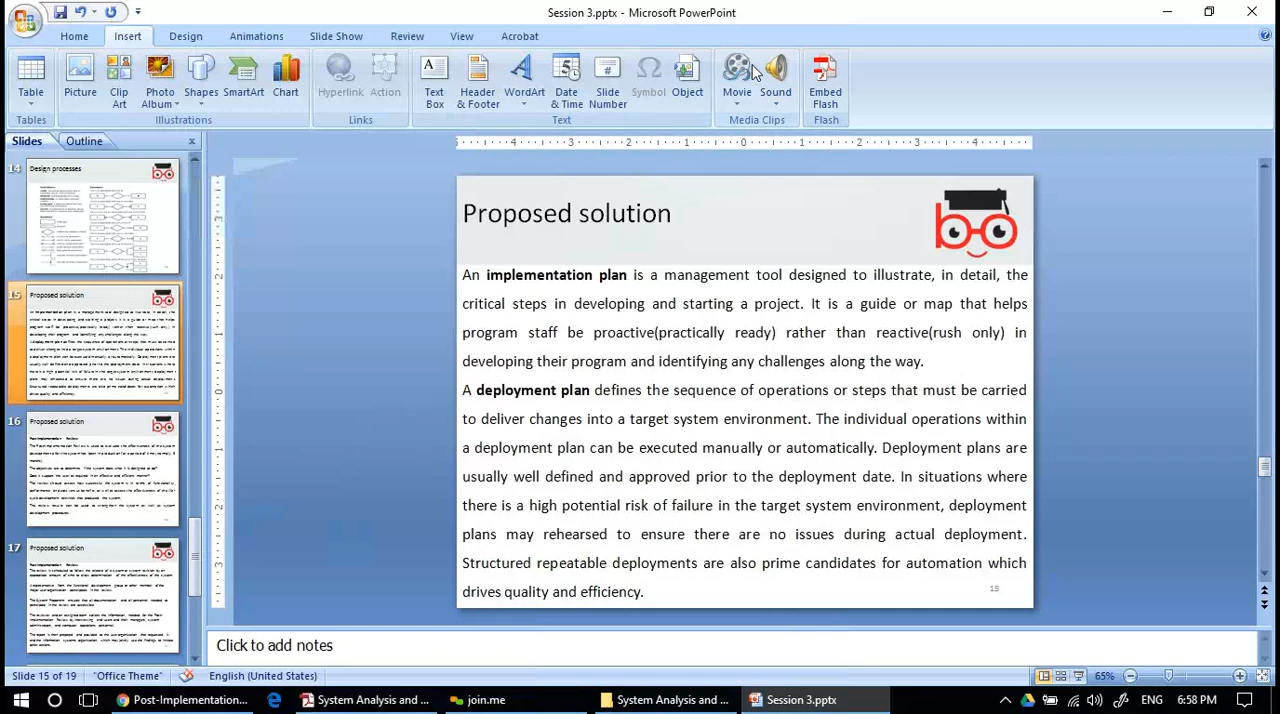 Session 3.pptx - Microsoft PowerPoint
Home Insert Design Animations Slide Show Review View Acrobat
Table Picture Clip Art Photo Album Shapes SmartArt Chart Hyperlink Action Text Box Header & Footer WordArt Date & Time Slide Number Symbol Object Movie Sound Embed Flash
Tables Illustrations Links Text Media Clips Flash
Slides Outline
14
Design processes
15
Proposed solution
16
Proposed solution
17
Proposed solution
Proposed solution
An implementation plan is a management tool designed to illustrate, in detail, the
critical steps in developing and starting a project. It is a guide or map that helps
program staff be proactive(practically ready) rather than reactive(rush only) in
developing their program and identifying any challenges along the way.
A deployment plan defines the sequence of operations or steps that must be carried
to deliver changes into a target system environment. The individual operations within
a deployment plan can be executed manually or automatically. Deployment plans are
usually well defined and approved prior to the deployment date. In situations where
there is a high potential risk of failure in the target system environment, deployment
plans may rehearsed to ensure there are no issues during actual deployment.
Structured repeatable deployments are also prime candidates for automation which
drives quality and efficiency.
15
Click to add notes
Slide 15 of 19 "Office Theme" English (United States) 65%
Post-Implementation... System Analysis and ... join.me System Analysis and ... Session 3.pptx ENG 6:58 PM